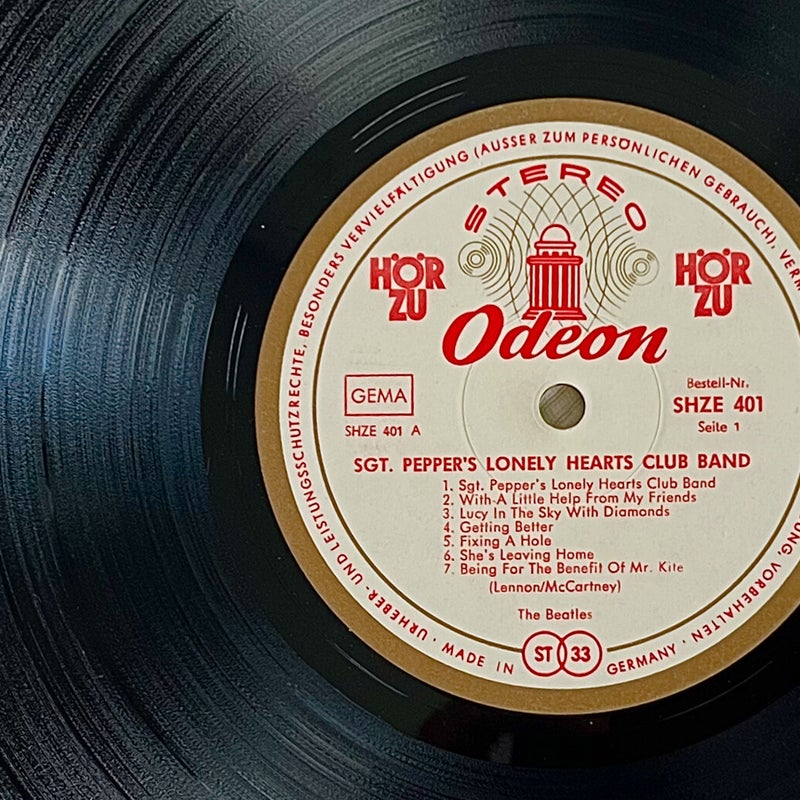 URHEBER- UND LEISTUNGSSCHUTZRECHTE, BESONDERS VERVIELFÄLTIGUNG (AUSSER ZUM PERSÖNLICHEN GEBRAUCH), VERM
UNG, VORBEHALTEN · MADE IN GERMANY ·
STEREO
HÖR ZU
HÖR ZU
Odeon
GEMA
SHZE 401 A
Bestell-Nr.
SHZE 401
Seite 1
SGT. PEPPER'S LONELY HEARTS CLUB BAND
1. Sgt. Pepper's Lonely Hearts Club Band
2. With A Little Help From My Friends
3. Lucy In The Sky With Diamonds
4. Getting Better
5. Fixing A Hole
6. She's Leaving Home
7. Being For The Benefit Of Mr. Kite
(Lennon/McCartney)
The Beatles
ST 33